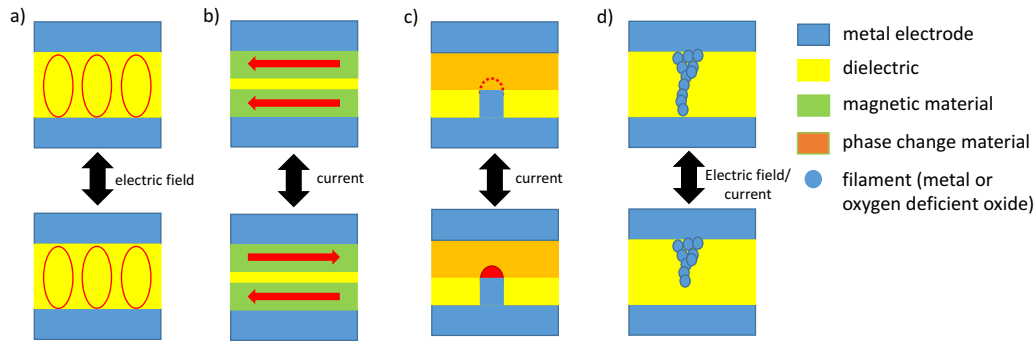 a)
b)
c)
d)
metal electrode
dielectric
magnetic material
phase change material
filament (metal or
oxygen deficient oxide)
electric field
current
current
Electric field/
current